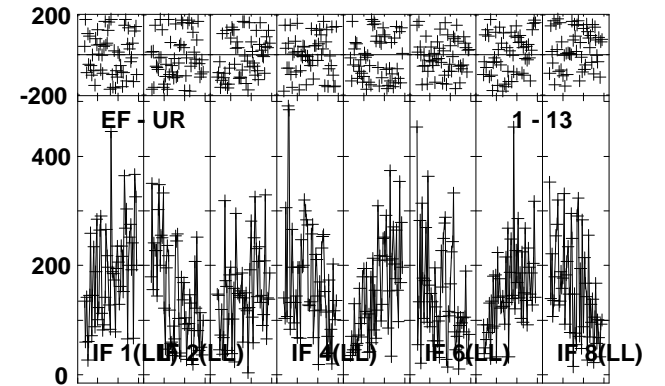 200
-200
EF - UR 1 - 13
400
200
IF 1(LL) IF 2(LL) IF 4(LL) IF 6(LL) IF 8(LL)
0